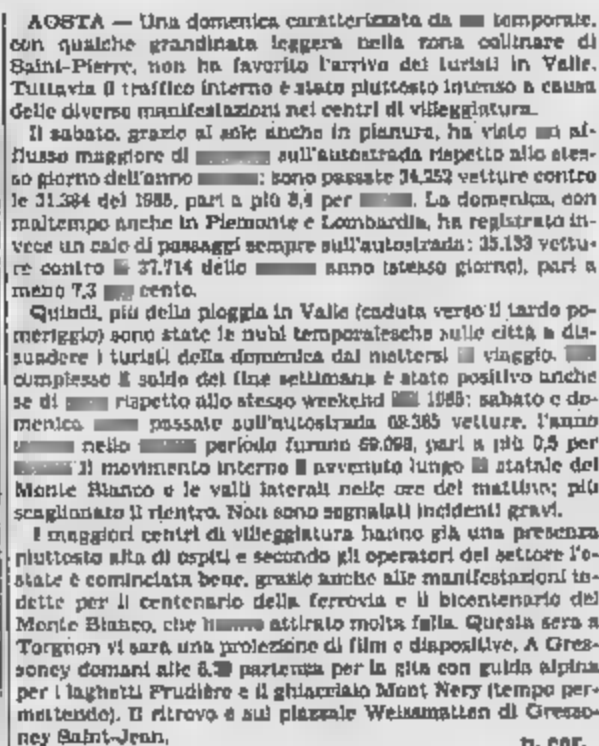 AOSTA — Una domenica caratterizzata da temporale,
con qualche grandinata leggera nella zona collinare di
Saint-Pierre, non ha favorito l'arrivo dei turisti in Valle.
Tuttavia il traffico interno è stato piuttosto intenso a causa
delle diverse manifestazioni nei centri di villeggiatura.
Il sabato, grazie al sole anche in pianura, ha visto af-
flusso maggiore di sull'autostrada rispetto allo stes-
so giorno dell'anno : sono passate 34.252 vetture contro
le 31.384 del 1985, pari a più per . La domenica, con
maltempo anche in Piemonte e Lombardia, ha registrato in-
vece un calo di passaggi sempre sull'autostrada: 35.133 vettu-
re contro 37.714 dello anno (stesso giorno), pari a
meno 7,3 cento.
Quindi, più della pioggia in Valle (caduta verso il tardo po-
meriggio) sono state le nubi temporalesche sulle città a dis-
suadere i turisti della domenica dal mettersi viaggio.
complesso il saldo del fine settimana è stato positivo anche
se di rispetto allo stesso weekend 1985: sabato e do-
menica passate sull'autostrada 69.385 vetture, l'anno
nello periodo furono 69.098, pari a più 0,5 per
Il movimento interno avvenuto lungo statale del
Monte Bianco e le valli laterali nelle ore del mattino; più
scaglionato il rientro. Non sono segnalati incidenti gravi.
I maggiori centri di villeggiatura hanno già una presenza
piuttosto alta di ospiti e secondo gli operatori del settore l'e-
state è cominciata bene, grazie anche alle manifestazioni in-
dette per il centenario della ferrovia e il bicentenario del
Monte Bianco, che attirato molta folla. Questa sera a
Torgnon vi sarà una proiezione di film e diapositive. A Gres-
soney domani alle partenza per la gita con guida alpina
per i laghetti Frudière e il ghiacciaio Mont Nery (tempo per-
mettendo). Il ritrovo è sul piazzale Weissmatten di Gresso-
ney Saint-Jean.
n. cor.